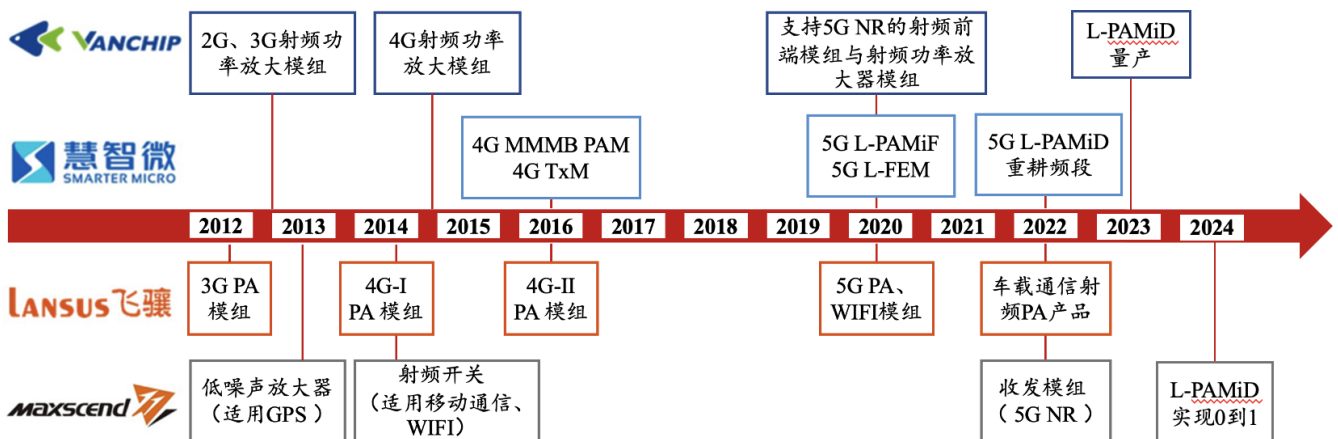 VANCHIP
2G、3G射频功
率放大模组
4G射频功率
放大模组
支持5G NR的射频前
端模组与射频功率放
大器模组
L-PAMiD
量产
慧智微
SMARTER MICRO
4G MMMB PAM
4G TxM
5G L-PAMiF
5G L-FEM
5G L-PAMiD
重耕频段
2012
2013
2014
2015
2016
2017
2018
2019
2020
2021
2022
2023
2024
LANSUS飞骧
3G PA
模组
4G-I
PA 模组
4G-II
PA 模组
5G PA、
WIFI模组
车载通信射
频PA产品
maxscend
低噪声放大器
（适用GPS ）
射频开关
（适用移动通信、
WIFI）
收发模组
（ 5G NR ）
L-PAMiD
实现0到1